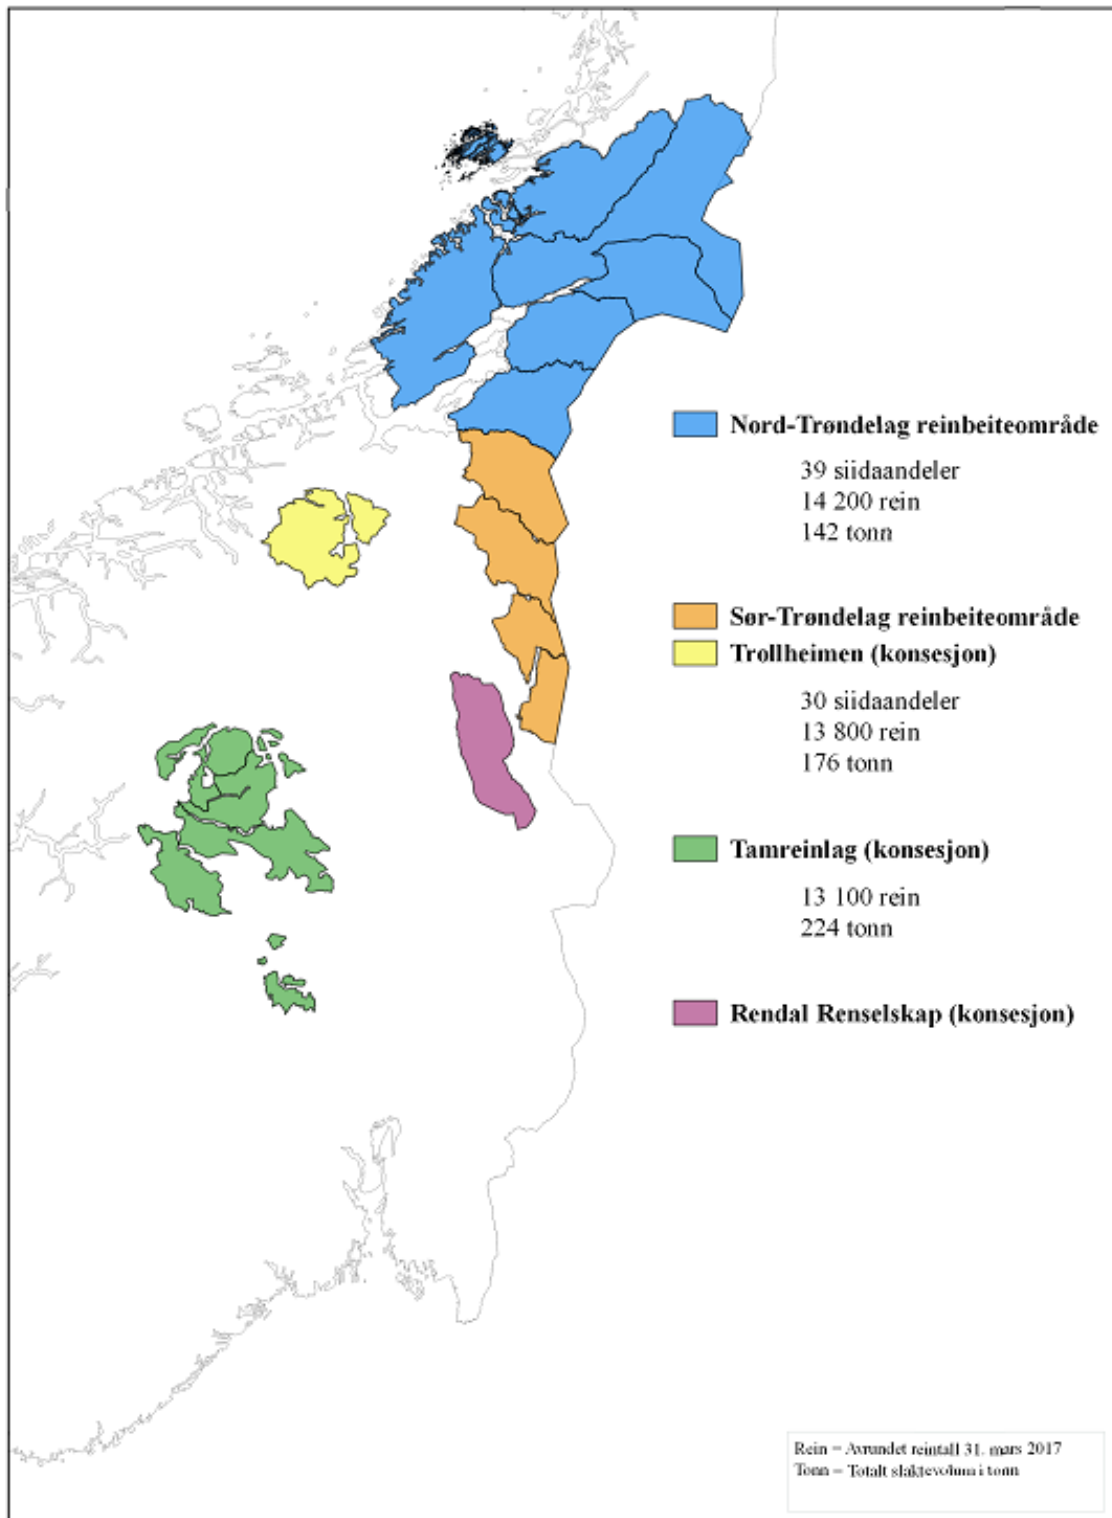 Nord-Trøndelag reinbeiteområde
39 siidaandeler
14 200 rein
142 tonn
Sør-Trøndelag reinbeiteområde
Trollheimen (konsesjon)
30 siidaandeler
13 800 rein
176 tonn
Tamreinlag (konsesjon)
13 100 rein
224 tonn
Rendal Renselskap (konsesjon)
Rein = Avrundet reintall 31. mars 2017
Tonn = Totalt slaktevolum i tonn